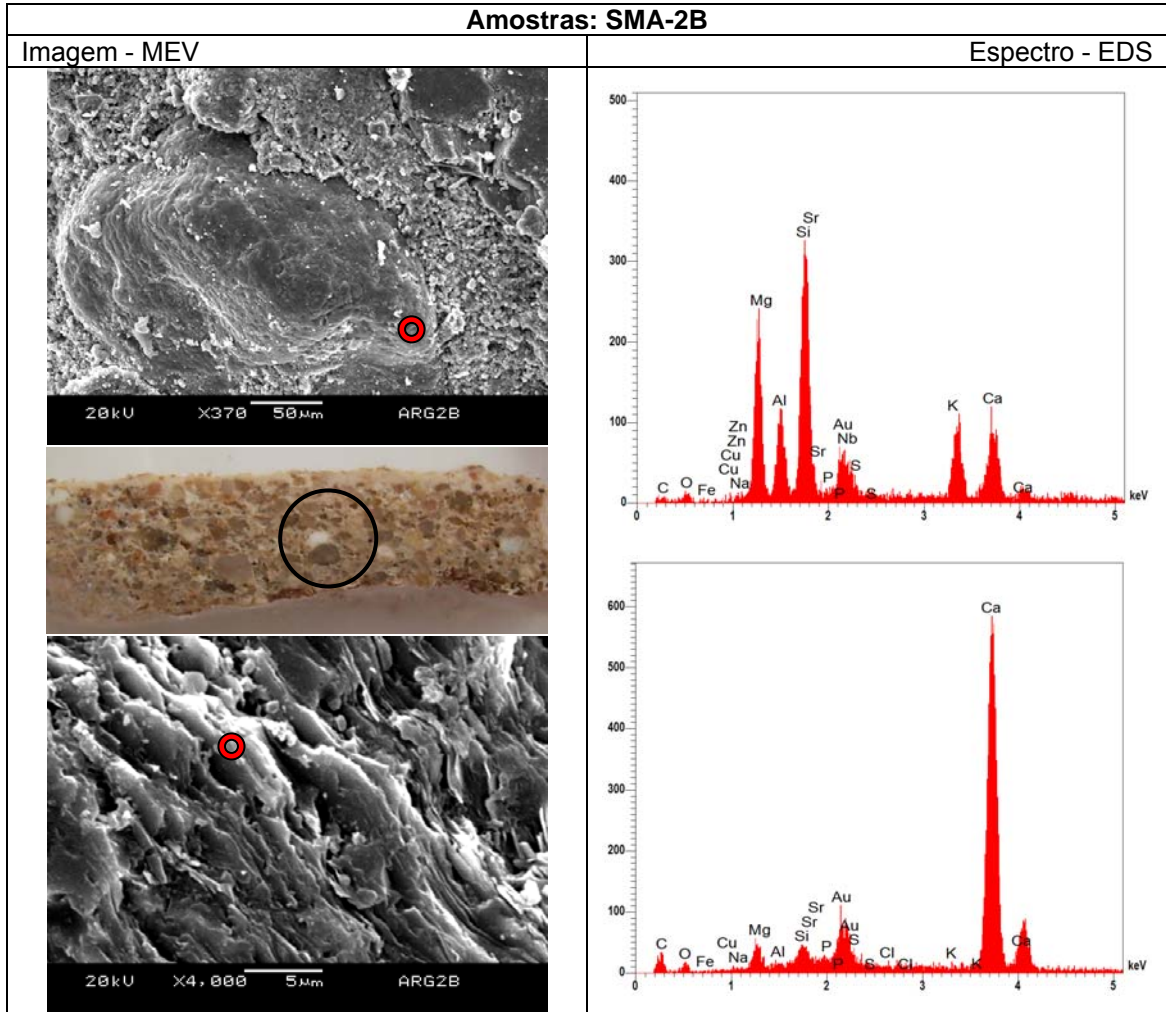 Amostras: SMA-2B
Imagem - MEV
Espectro - EDS
20kU X370 50µm ARG2B
20kU X4,000 5µm ARG2B
500
400
300
200
100
0
Sr
Si
Mg
Al
Zn
Zn
Cu
Cu
Na
C
O
Fe
Sr
P
P
Au
Nb
S
S
K
Ca
Ca
keV
0 1 2 3 4 5
600
500
400
300
200
100
0
Ca
C
O
Fe
Cu
Na
Mg
Al
Sr
Sr
Si
P
P
Au
Au
S
S
Cl
Cl
K
K
Ca
keV
0 1 2 3 4 5